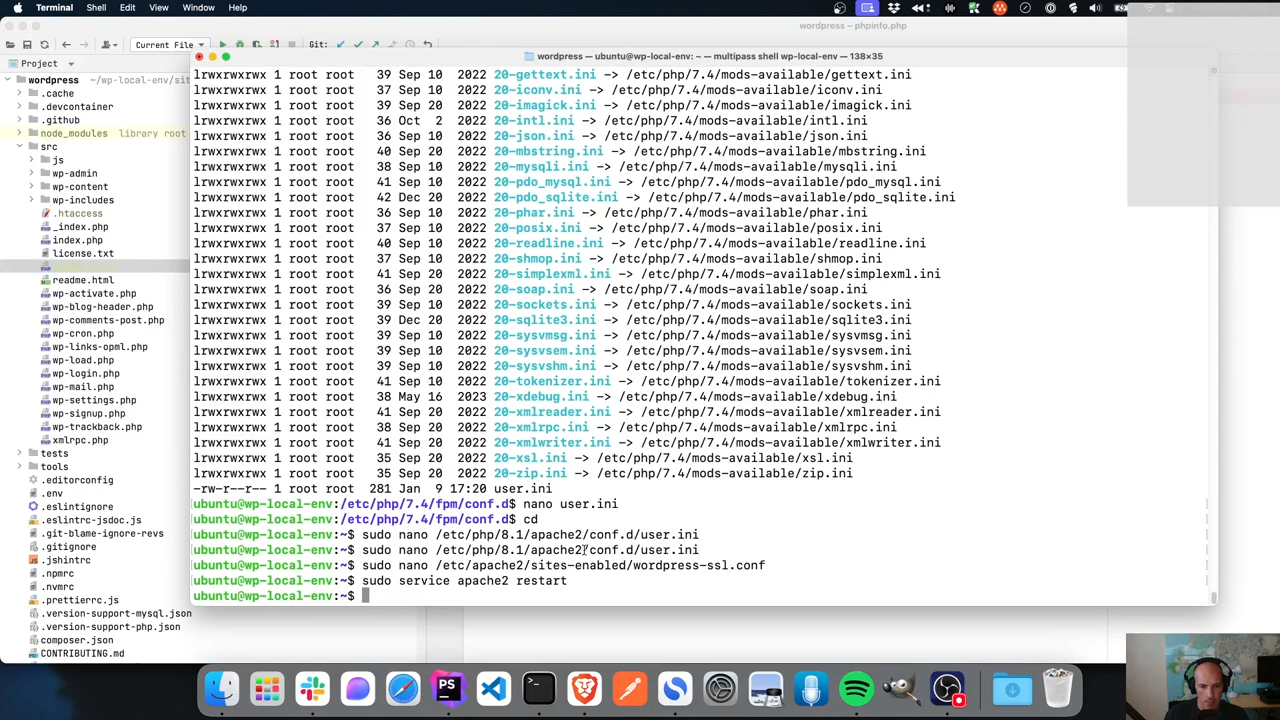 Terminal Shell Edit View Window Help
wordpress – phpinfo.php
Current File
Git:
Project
wordpress ~/wp-local-env/sit
.cache
.devcontainer
.github
node_modules library root
src
js
wp-admin
wp-content
wp-includes
.htaccess
_index.php
index.php
license.txt
readme.html
wp-activate.php
wp-blog-header.php
wp-comments-post.php
wp-cron.php
wp-links-opml.php
wp-load.php
wp-login.php
wp-mail.php
wp-settings.php
wp-signup.php
wp-trackback.php
xmlrpc.php
tests
tools
.editorconfig
.env
.eslintignore
.eslintrc-jsdoc.js
.git-blame-ignore-revs
.gitignore
.jshintrc
.npmrc
.nvmrc
.prettierrc.js
.version-support-mysql.json
.version-support-php.json
composer.json
CONTRIBUTING.md
wordpress — ubuntu@wp-local-env: ~ — multipass shell wp-local-env — 138×35
lrwxrwxrwx 1 root root 39 Sep 10 2022 20-gettext.ini -> /etc/php/7.4/mods-available/gettext.ini
lrwxrwxrwx 1 root root 37 Sep 10 2022 20-iconv.ini -> /etc/php/7.4/mods-available/iconv.ini
lrwxrwxrwx 1 root root 39 Sep 20 2022 20-imagick.ini -> /etc/php/7.4/mods-available/imagick.ini
lrwxrwxrwx 1 root root 36 Oct 2 2022 20-intl.ini -> /etc/php/7.4/mods-available/intl.ini
lrwxrwxrwx 1 root root 36 Sep 10 2022 20-json.ini -> /etc/php/7.4/mods-available/json.ini
lrwxrwxrwx 1 root root 40 Sep 20 2022 20-mbstring.ini -> /etc/php/7.4/mods-available/mbstring.ini
lrwxrwxrwx 1 root root 38 Sep 10 2022 20-mysqli.ini -> /etc/php/7.4/mods-available/mysqli.ini
lrwxrwxrwx 1 root root 41 Sep 10 2022 20-pdo_mysql.ini -> /etc/php/7.4/mods-available/pdo_mysql.ini
lrwxrwxrwx 1 root root 42 Dec 20 2022 20-pdo_sqlite.ini -> /etc/php/7.4/mods-available/pdo_sqlite.ini
lrwxrwxrwx 1 root root 36 Sep 10 2022 20-phar.ini -> /etc/php/7.4/mods-available/phar.ini
lrwxrwxrwx 1 root root 37 Sep 10 2022 20-posix.ini -> /etc/php/7.4/mods-available/posix.ini
lrwxrwxrwx 1 root root 40 Sep 10 2022 20-readline.ini -> /etc/php/7.4/mods-available/readline.ini
lrwxrwxrwx 1 root root 37 Sep 10 2022 20-shmop.ini -> /etc/php/7.4/mods-available/shmop.ini
lrwxrwxrwx 1 root root 41 Sep 20 2022 20-simplexml.ini -> /etc/php/7.4/mods-available/simplexml.ini
lrwxrwxrwx 1 root root 36 Sep 20 2022 20-soap.ini -> /etc/php/7.4/mods-available/soap.ini
lrwxrwxrwx 1 root root 39 Sep 10 2022 20-sockets.ini -> /etc/php/7.4/mods-available/sockets.ini
lrwxrwxrwx 1 root root 39 Dec 20 2022 20-sqlite3.ini -> /etc/php/7.4/mods-available/sqlite3.ini
lrwxrwxrwx 1 root root 39 Sep 10 2022 20-sysvmsg.ini -> /etc/php/7.4/mods-available/sysvmsg.ini
lrwxrwxrwx 1 root root 39 Sep 10 2022 20-sysvsem.ini -> /etc/php/7.4/mods-available/sysvsem.ini
lrwxrwxrwx 1 root root 39 Sep 10 2022 20-sysvshm.ini -> /etc/php/7.4/mods-available/sysvshm.ini
lrwxrwxrwx 1 root root 41 Sep 10 2022 20-tokenizer.ini -> /etc/php/7.4/mods-available/tokenizer.ini
lrwxrwxrwx 1 root root 38 May 16 2023 20-xdebug.ini -> /etc/php/7.4/mods-available/xdebug.ini
lrwxrwxrwx 1 root root 41 Sep 20 2022 20-xmlreader.ini -> /etc/php/7.4/mods-available/xmlreader.ini
lrwxrwxrwx 1 root root 38 Sep 20 2022 20-xmlrpc.ini -> /etc/php/7.4/mods-available/xmlrpc.ini
lrwxrwxrwx 1 root root 41 Sep 20 2022 20-xmlwriter.ini -> /etc/php/7.4/mods-available/xmlwriter.ini
lrwxrwxrwx 1 root root 35 Sep 20 2022 20-xsl.ini -> /etc/php/7.4/mods-available/xsl.ini
lrwxrwxrwx 1 root root 35 Sep 20 2022 20-zip.ini -> /etc/php/7.4/mods-available/zip.ini
-rw-r--r-- 1 root root 281 Jan 9 17:20 user.ini
ubuntu@wp-local-env:/etc/php/7.4/fpm/conf.d$ nano user.ini
ubuntu@wp-local-env:/etc/php/7.4/fpm/conf.d$ cd
ubuntu@wp-local-env:~$ sudo nano /etc/php/8.1/apache2/conf.d/user.ini
ubuntu@wp-local-env:~$ sudo nano /etc/php/8.1/apache2/conf.d/user.ini
ubuntu@wp-local-env:~$ sudo nano /etc/apache2/sites-enabled/wordpress-ssl.conf
ubuntu@wp-local-env:~$ sudo service apache2 restart
ubuntu@wp-local-env:~$
PS
>_